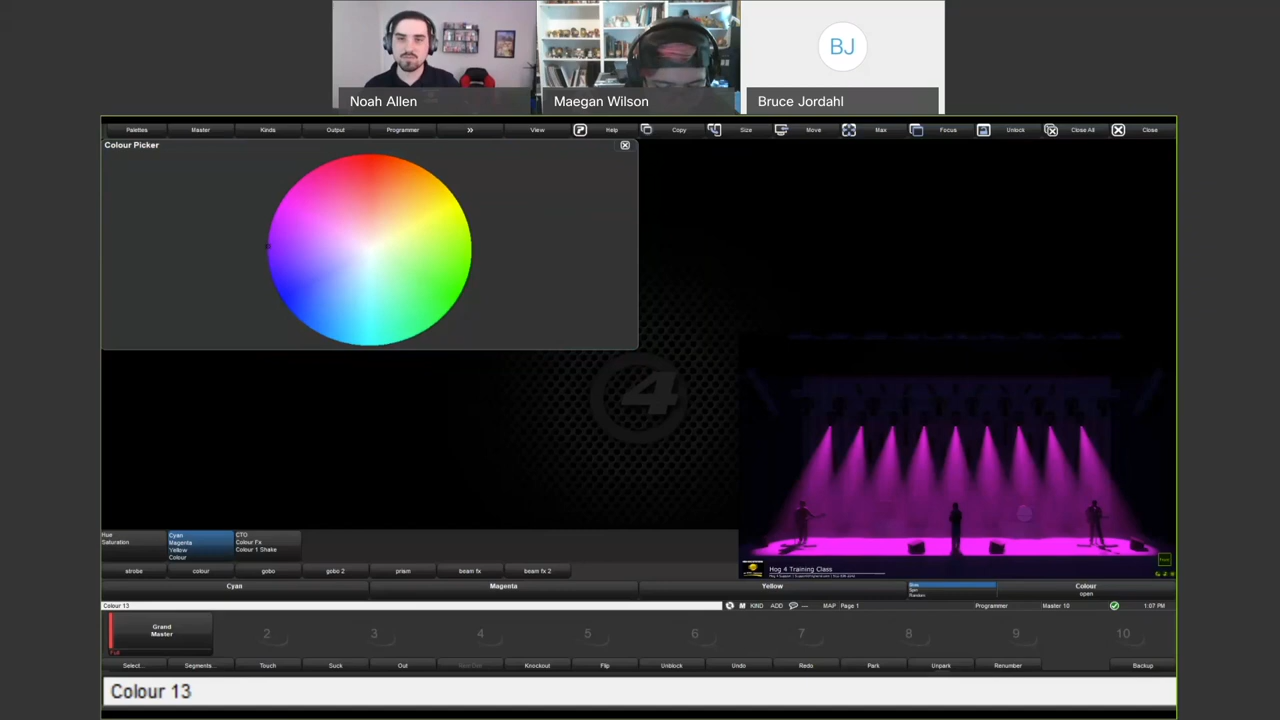 BJ
Noah Allen
Maegan Wilson
Bruce Jordahl
Palettes Master Kinds Output Programmer » View Help Copy Size Move Max Focus Unlock Close All Close
Colour Picker
4
Hue
Saturation
Cyan
Magenta
Yellow
Colour
CTO
Colour Fx
Colour 1 Shake
strobe colour gobo gobo 2 prism beam fx beam fx 2
Hog 4 Training Class
Cyan Magenta Yellow
Spin
Random
Colour
open
Colour 13 M KIND ADD MAP Page 1 Programmer Master 10 1:07 PM
Grand
Master
Full
2 3 4 5 6 7 8 9 10
Select... Segments... Touch Suck Out Knockout Flip Unblock Undo Redo Park Unpark Renumber Backup
Colour 13